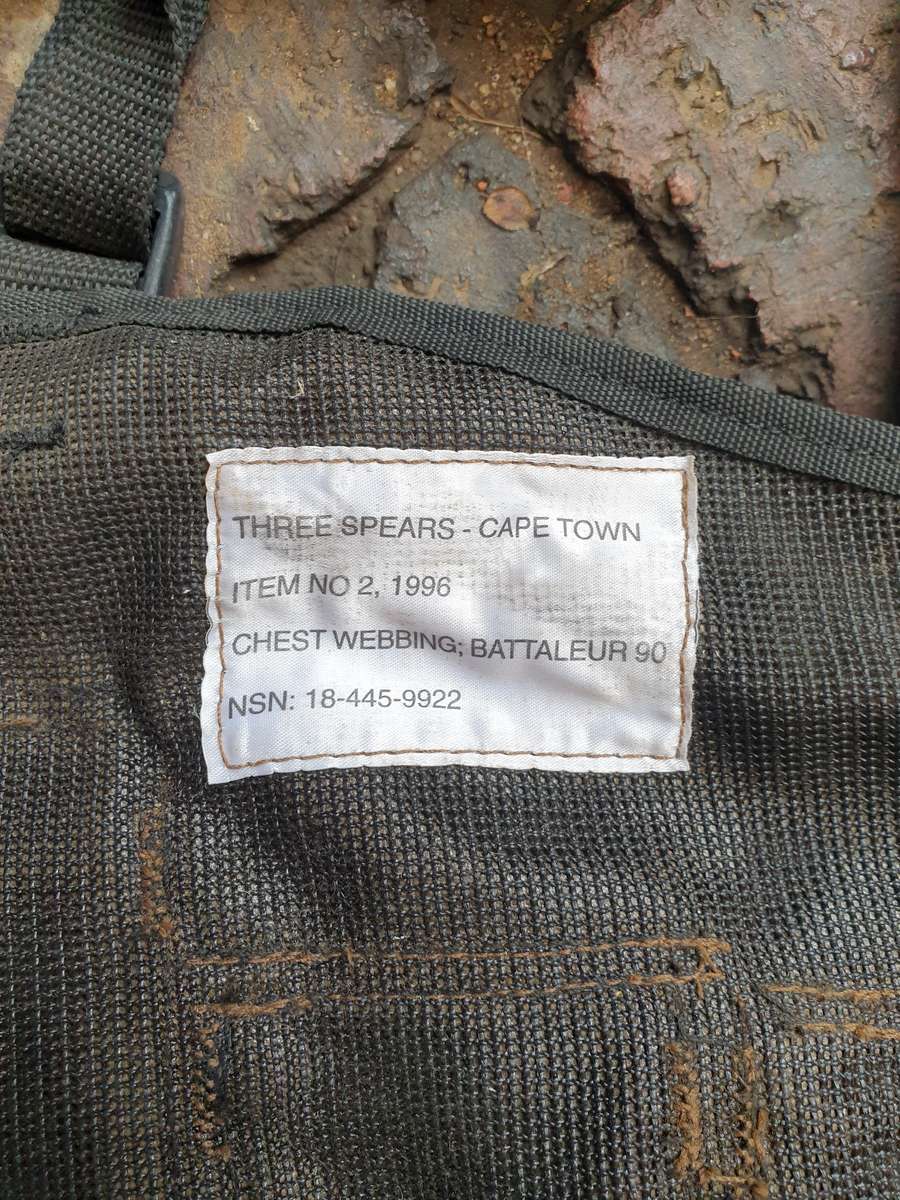 THREE SPEARS - CAPE TOWN
ITEM NO 2, 1996
CHEST WEBBING; BATTALEUR 90
NSN: 18-445-9922